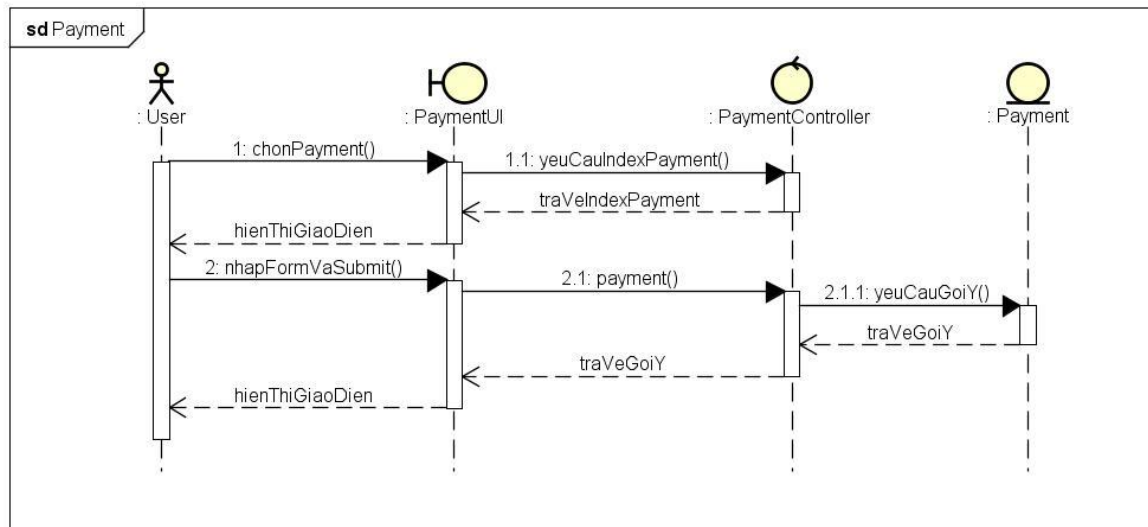 sd Payment
: User
: PaymentUI
: PaymentController
: Payment
1: chonPayment()
1.1: yeuCauIndexPayment()
traVeIndexPayment
hienThiGiaoDien
2: nhapFormVaSubmit()
2.1: payment()
2.1.1: yeuCauGoiY()
traVeGoiY
traVeGoiY
hienThiGiaoDien